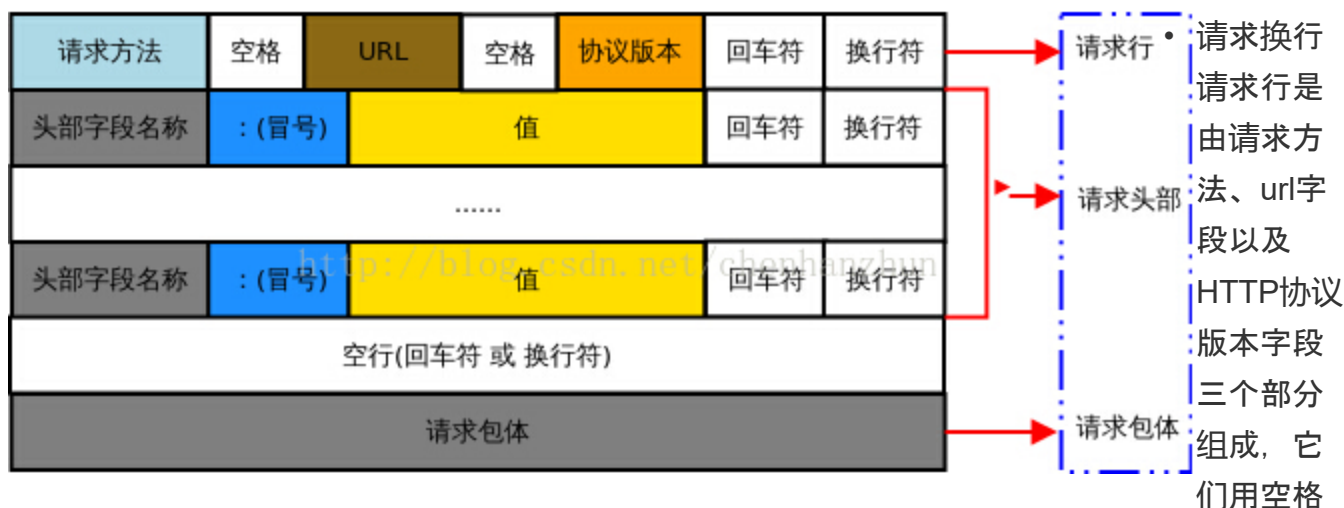 请求方法 空格 URL 空格 协议版本 回车符 换行符
头部字段名称 : (冒号) 值 回车符 换行符
......
头部字段名称 : (冒号) 值 回车符 换行符
空行(回车符 或 换行符)
请求包体
http://blog.csdn.net/chenhanzhun
请求行
请求头部
请求包体
• 请求换行
请求行是
由请求方
法、url字
段以及
HTTP协议
版本字段
三个部分
组成，它
们用空格